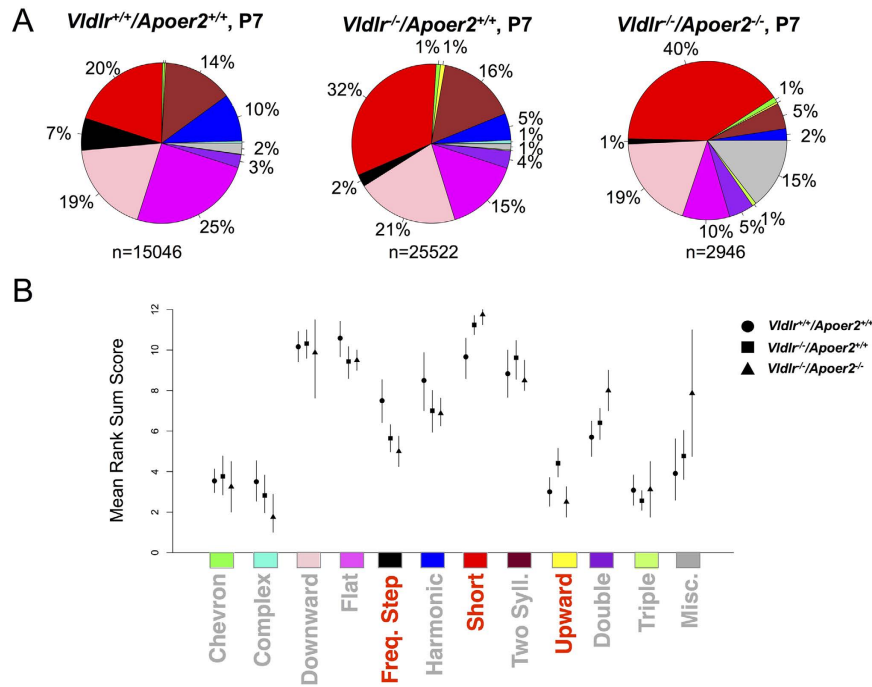 A
Vldlr+/+/Apoer2+/+, P7
Vldlr-/-/Apoer2+/+, P7
Vldlr-/-/Apoer2-/-, P7
20%
14%
10%
2%
3%
25%
19%
7%
n=15046
1%
1%
32%
16%
5%
1%
1%
4%
15%
21%
2%
n=25522
40%
1%
5%
2%
15%
1%
5%
10%
19%
1%
n=2946
B
Mean Rank Sum Score
12
10
8
6
4
2
0
Vldlr+/+/Apoer2+/+
Vldlr-/-/Apoer2+/+
Vldlr-/-/Apoer2-/-
Chevron
Complex
Downward
Flat
Freq. Step
Harmonic
Short
Two Syll.
Upward
Double
Triple
Misc.